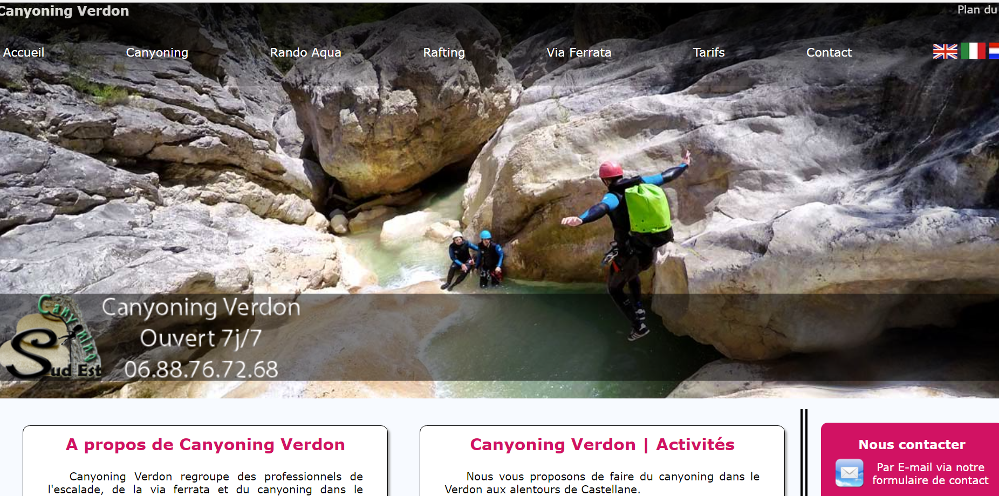 Canyoning Verdon
Plan du
Accueil
Canyoning
Rando Aqua
Rafting
Via Ferrata
Tarifs
Contact
Canyoning
Sud Est
Canyoning Verdon
Ouvert 7j/7
06.88.76.72.68
A propos de Canyoning Verdon
Canyoning Verdon regroupe des professionnels de
l'escalade, de la via ferrata et du canyoning dans le
Canyoning Verdon | Activités
Nous vous proposons de faire du canyoning dans le
Verdon aux alentours de Castellane.
Nous contacter
Par E-mail via notre
formulaire de contact